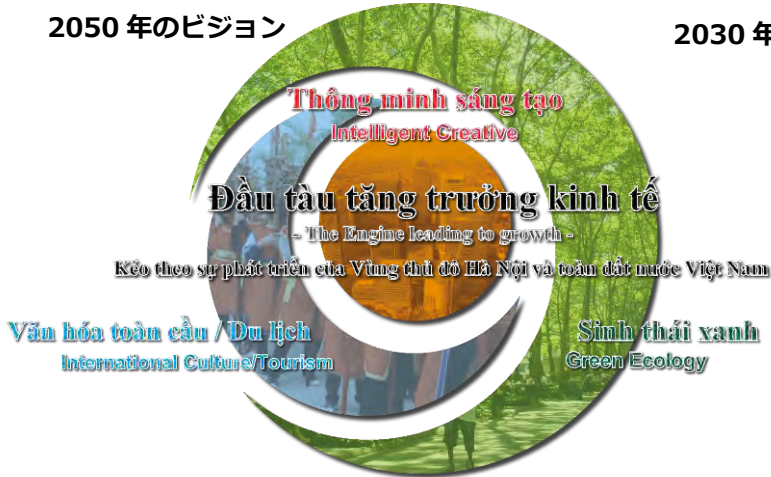 2050 年のビジョン
2030 年
Thông minh sáng tạo
Intelligent Creative
Đầu tàu tăng trưởng kinh tế
- The Engine leading to growth -
Kéo theo sự phát triển của Vùng thủ đô Hà Nội và toàn đất nước Việt Nam
Văn hóa toàn cầu / Du lịch
International Culture/Tourism
Sinh thái xanh
Green Ecology